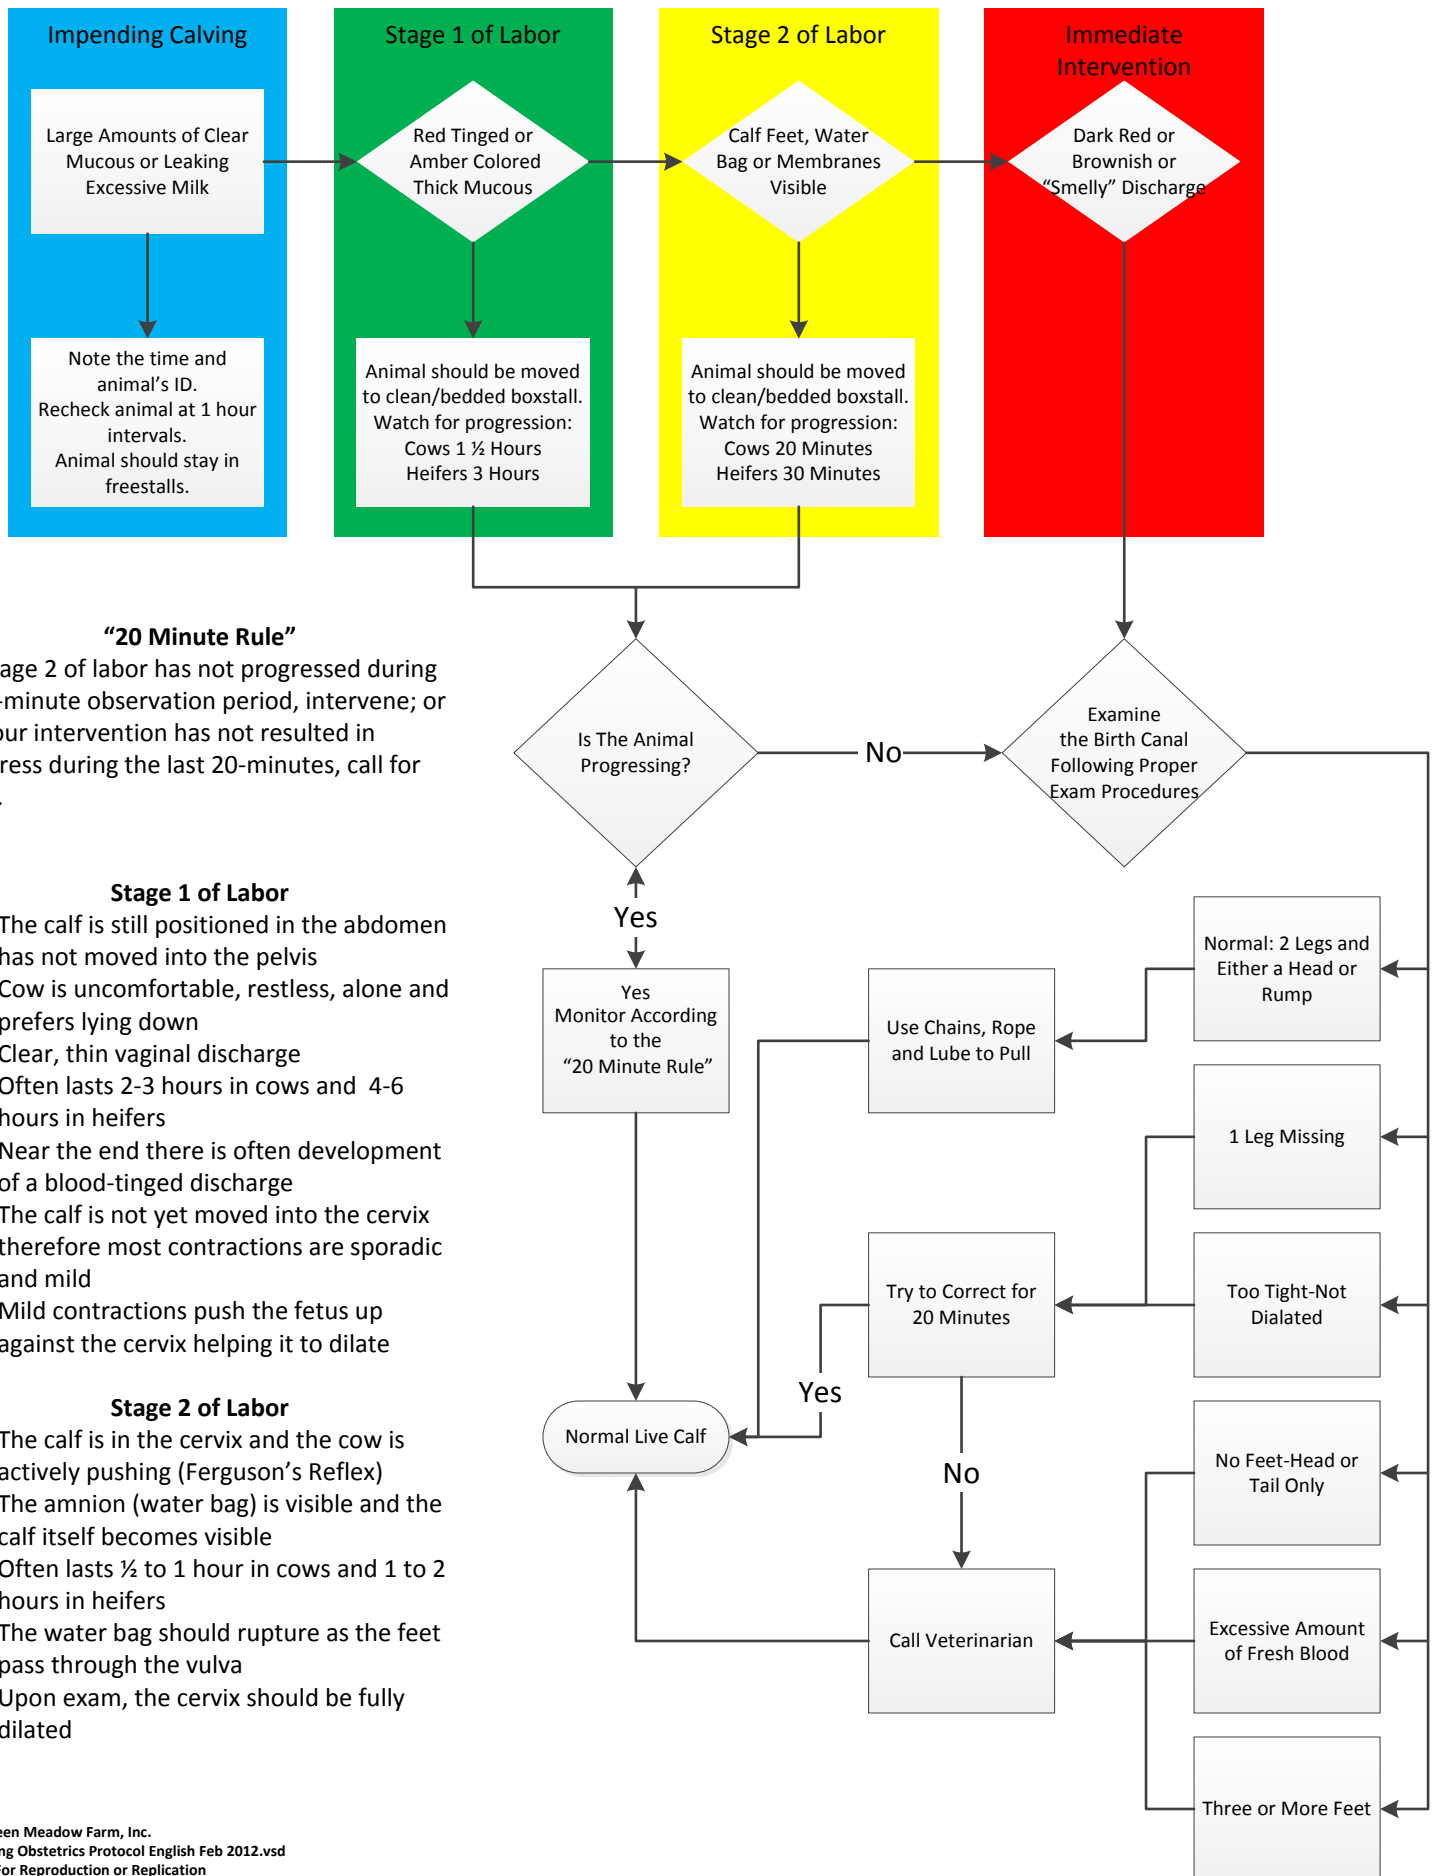 Impending Calving
Large Amounts of Clear
Mucous or Leaking
Excessive Milk
Note the time and
animal's ID.
Recheck animal at 1 hour
intervals.
Animal should stay in
freestalls.
Stage 1 of Labor
Red Tinged or
Amber Colored
Thick Mucous
Animal should be moved
to clean/bedded boxstall.
Watch for progression:
Cows 1 ½ Hours
Heifers 3 Hours
Stage 2 of Labor
Calf Feet, Water
Bag or Membranes
Visible
Animal should be moved
to clean/bedded boxstall.
Watch for progression:
Cows 20 Minutes
Heifers 30 Minutes
Immediate
Intervention
Dark Red or
Brownish or
“Smelly” Discharge
“20 Minute Rule”
of labor has not progressed during
-minute observation period, intervene; or
intervention has not resulted in
during the last 20-minutes, call for
Stage 1 of Labor
The calf is still positioned in the abdomen
has not moved into the pelvis
Cow is uncomfortable, restless, alone and
prefers lying down
Clear, thin vaginal discharge
Often lasts 2-3 hours in cows and 4-6
hours in heifers
Near the end there is often development
of a blood-tinged discharge
The calf is not yet moved into the cervix
therefore most contractions are sporadic
and mild
Mild contractions push the fetus up
against the cervix helping it to dilate
Stage 2 of Labor
The calf is in the cervix and the cow is
actively pushing (Ferguson's Reflex)
The amnion (water bag) is visible and the
calf itself becomes visible
Often lasts ½ to 1 hour in cows and 1 to 2
hours in heifers
The water bag should rupture as the feet
pass through the vulva
Upon exam, the cervix should be fully
dilated
Meadow Farm, Inc.
Obstetrics Protocol English Feb 2012.vsd
For Reproduction or Replication
Is The Animal
Progressing?
No
Examine
the Birth Canal
Following Proper
Exam Procedures
Yes
Yes
Monitor According
to the
“20 Minute Rule”
Use Chains, Rope
and Lube to Pull
Normal: 2 Legs and
Either a Head or
Rump
1 Leg Missing
Try to Correct for
20 Minutes
Too Tight-Not
Dialated
Yes
Normal Live Calf
No
No Feet-Head or
Tail Only
Call Veterinarian
Excessive Amount
of Fresh Blood
Three or More Feet